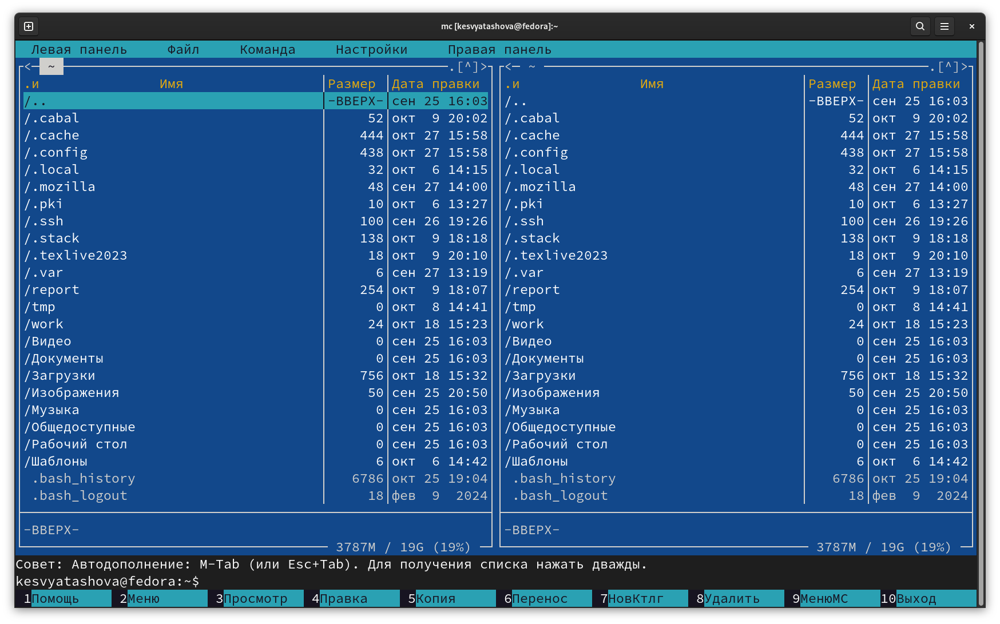 mc [kesvyatashova@fedora]:~
Левая панель Файл Команда Настройки Правая панель
<─ ~ .[^]> <─ ~ .[^]>
.и Имя Размер Дата правки .и Имя Размер Дата правки
/.. -ВВЕРХ- сен 25 16:03 /.. -ВВЕРХ- сен 25 16:03
/.cabal 52 окт 9 20:02 /.cabal 52 окт 9 20:02
/.cache 444 окт 27 15:58 /.cache 444 окт 27 15:58
/.config 438 окт 27 15:58 /.config 438 окт 27 15:58
/.local 32 окт 6 14:15 /.local 32 окт 6 14:15
/.mozilla 48 сен 27 14:00 /.mozilla 48 сен 27 14:00
/.pki 10 окт 6 13:27 /.pki 10 окт 6 13:27
/.ssh 100 сен 26 19:26 /.ssh 100 сен 26 19:26
/.stack 138 окт 9 18:18 /.stack 138 окт 9 18:18
/.texlive2023 18 окт 9 20:10 /.texlive2023 18 окт 9 20:10
/.var 6 сен 27 13:19 /.var 6 сен 27 13:19
/report 254 окт 9 18:07 /report 254 окт 9 18:07
/tmp 0 окт 8 14:41 /tmp 0 окт 8 14:41
/work 24 окт 18 15:23 /work 24 окт 18 15:23
/Видео 0 сен 25 16:03 /Видео 0 сен 25 16:03
/Документы 0 сен 25 16:03 /Документы 0 сен 25 16:03
/Загрузки 756 окт 18 15:32 /Загрузки 756 окт 18 15:32
/Изображения 50 сен 25 20:50 /Изображения 50 сен 25 20:50
/Музыка 0 сен 25 16:03 /Музыка 0 сен 25 16:03
/Общедоступные 0 сен 25 16:03 /Общедоступные 0 сен 25 16:03
/Рабочий стол 0 сен 25 16:03 /Рабочий стол 0 сен 25 16:03
/Шаблоны 6 окт 6 14:42 /Шаблоны 6 окт 6 14:42
.bash_history 6786 окт 25 19:04 .bash_history 6786 окт 25 19:04
.bash_logout 18 фев 9 2024 .bash_logout 18 фев 9 2024
-ВВЕРХ- -ВВЕРХ-
3787M / 19G (19%) 3787M / 19G (19%)
Совет: Автодополнение: M-Tab (или Esc+Tab). Для получения списка нажать дважды.
kesvyatashova@fedora:~$
1Помощь 2Меню 3Просмотр 4Правка 5Копия 6Перенос 7НовКтлг 8Удалить 9МенюМС 10Выход